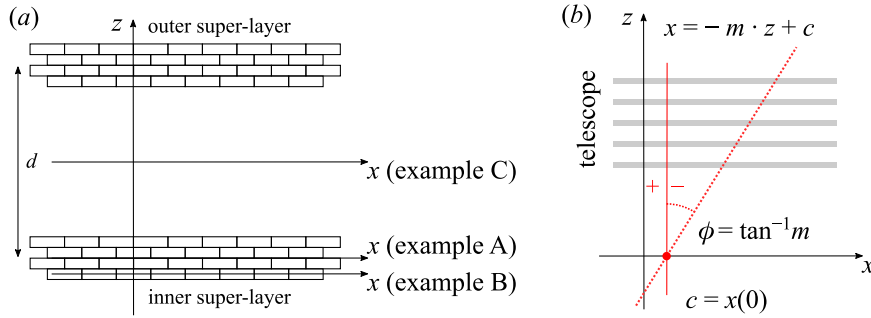 (a)
z
outer super-layer
d
x (example C)
x (example A)
x (example B)
inner super-layer
(b)
z
x = − m · z + c
telescope
+ −
ϕ = tan⁻¹m
x
c = x(0)